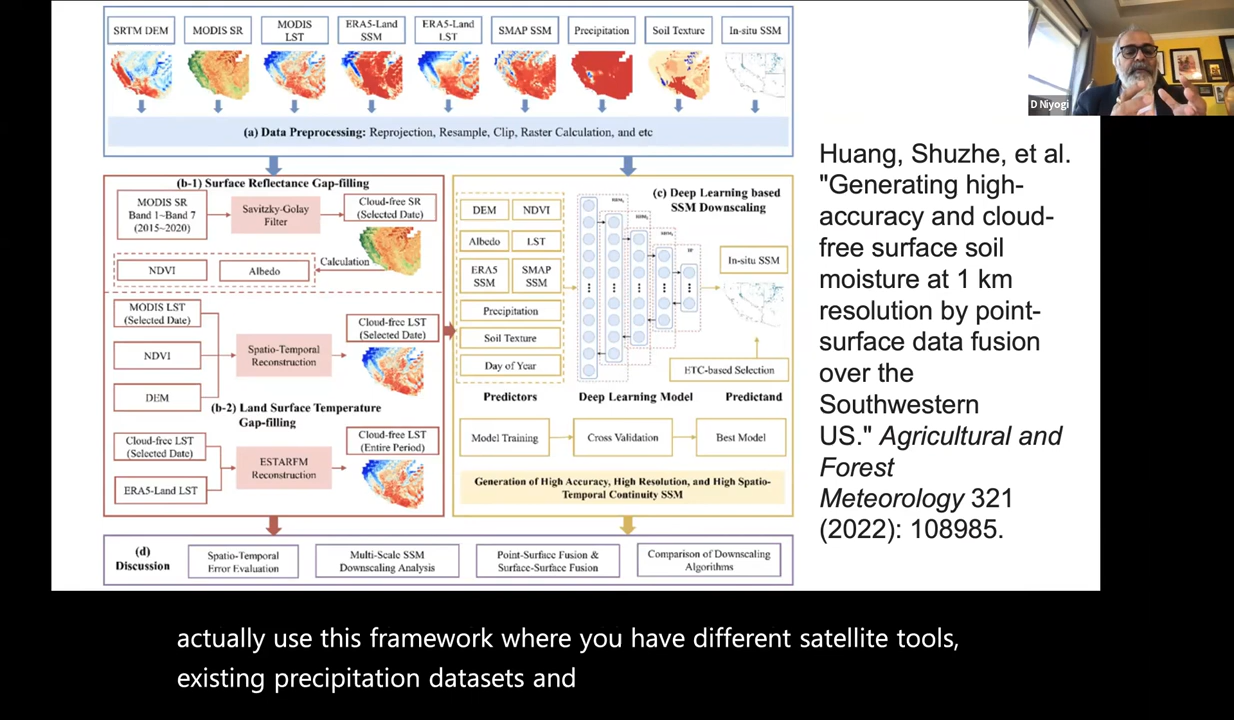 SRTM DEM
MODIS SR
MODIS
LST
ERA5-Land
SSM
ERA5-Land
LST
SMAP SSM
Precipitation
Soil Texture
In-situ SSM
(a) Data Preprocessing: Reprojection, Resample, Clip, Raster Calculation, and etc
(b-1) Surface Reflectance Gap-filling
MODIS SR
Band 1~Band 7
(2015~2020)
Savitzky-Golay
Filter
Cloud-free SR
(Selected Date)
NDVI
Albedo
Calculation
MODIS LST
(Selected Date)
NDVI
DEM
Spatio-Temporal
Reconstruction
Cloud-free LST
(Selected Date)
(b-2) Land Surface Temperature
Gap-filling
Cloud-free LST
(Selected Date)
ERA5-Land LST
ESTARFM
Reconstruction
Cloud-free LST
(Entire Period)
(c) Deep Learning based
SSM Downscaling
DEM
NDVI
Albedo
LST
ERA5
SSM
SMAP
SSM
Precipitation
Soil Texture
Day of Year
In-situ SSM
ETC-based Selection
Predictors
Deep Learning Model
Predictand
Model Training
Cross Validation
Best Model
Generation of High Accuracy, High Resolution, and High Spatio-
Temporal Continuity SSM
(d)
Discussion
Spatio-Temporal
Error Evaluation
Multi-Scale SSM
Downscaling Analysis
Point-Surface Fusion &
Surface-Surface Fusion
Comparison of Downscaling
Algorithms
D Niyogi
Huang, Shuzhe, et al.
"Generating high-
accuracy and cloud-
free surface soil
moisture at 1 km
resolution by point-
surface data fusion
over the
Southwestern
US." Agricultural and
Forest
Meteorology 321
(2022): 108985.
actually use this framework where you have different satellite tools,
existing precipitation datasets and